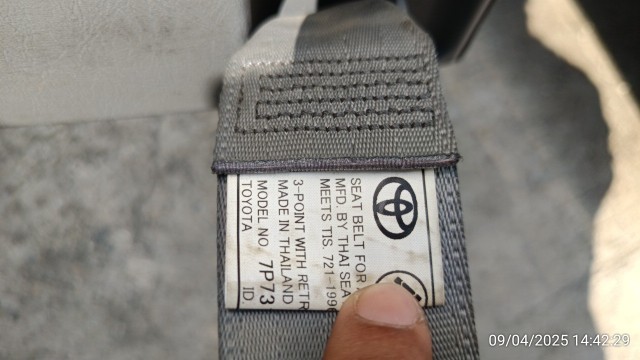 SEAT BELT FOR
MFD. BY THAI SEA
MEETS TIS. 721-199
3-POINT WITH RETR
MADE IN THAILAND
MODEL NO 7P73
TOYOTA ID
09/04/2025 14:42:29